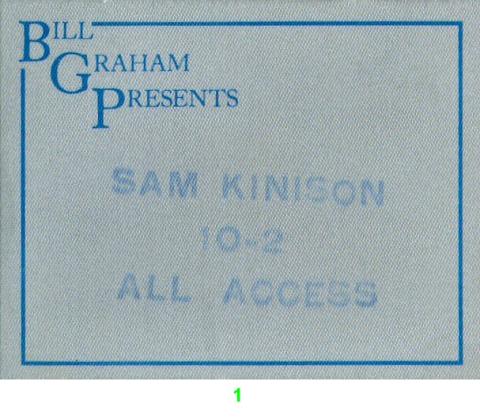 BILL
GRAHAM
PRESENTS
SAM KINISON
10-2
ALL ACCESS
1